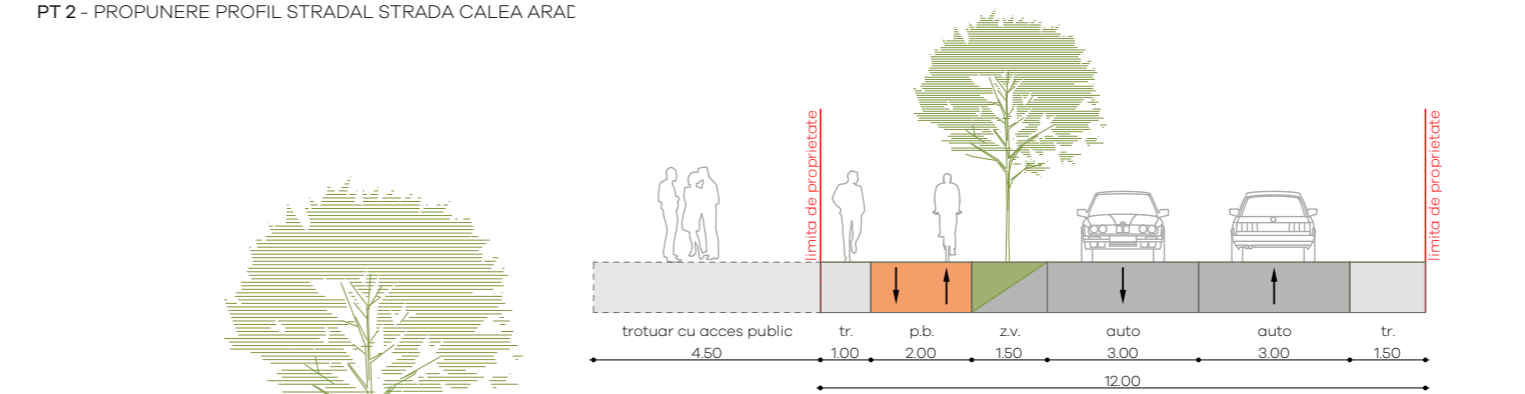 PT 2 - PROPUNERE PROFIL STRADAL STRADA CALEA ARAD
limita de proprietate
limita de proprietate
trotuar cu acces public tr. p.b. z.v. auto auto tr.
4.50 1.00 2.00 1.50 3.00 3.00 1.50
12.00